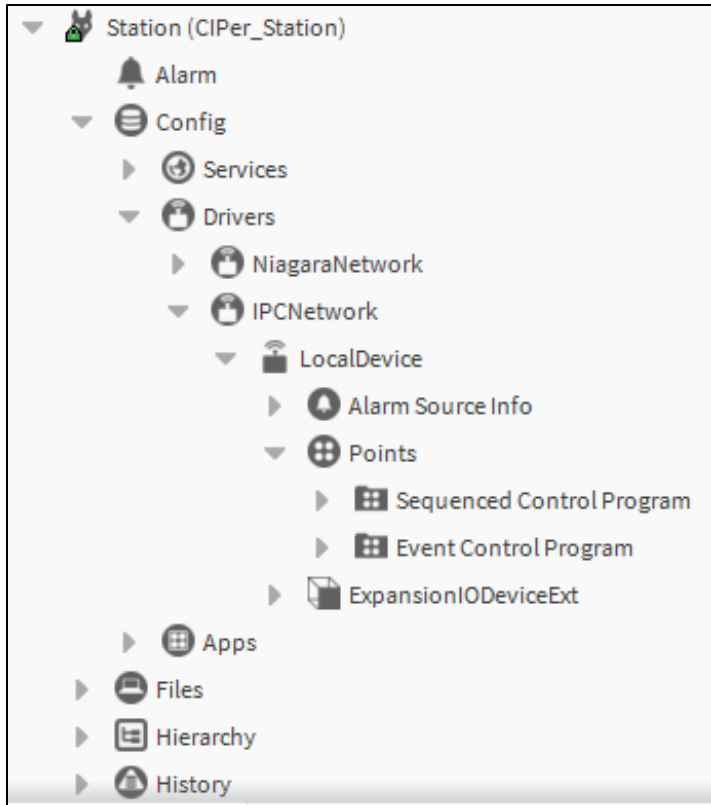 Station (CIPer_Station)
Alarm
Config
Services
Drivers
NiagaraNetwork
IPCNetwork
LocalDevice
Alarm Source Info
Points
Sequenced Control Program
Event Control Program
ExpansionIODeviceExt
Apps
Files
Hierarchy
History